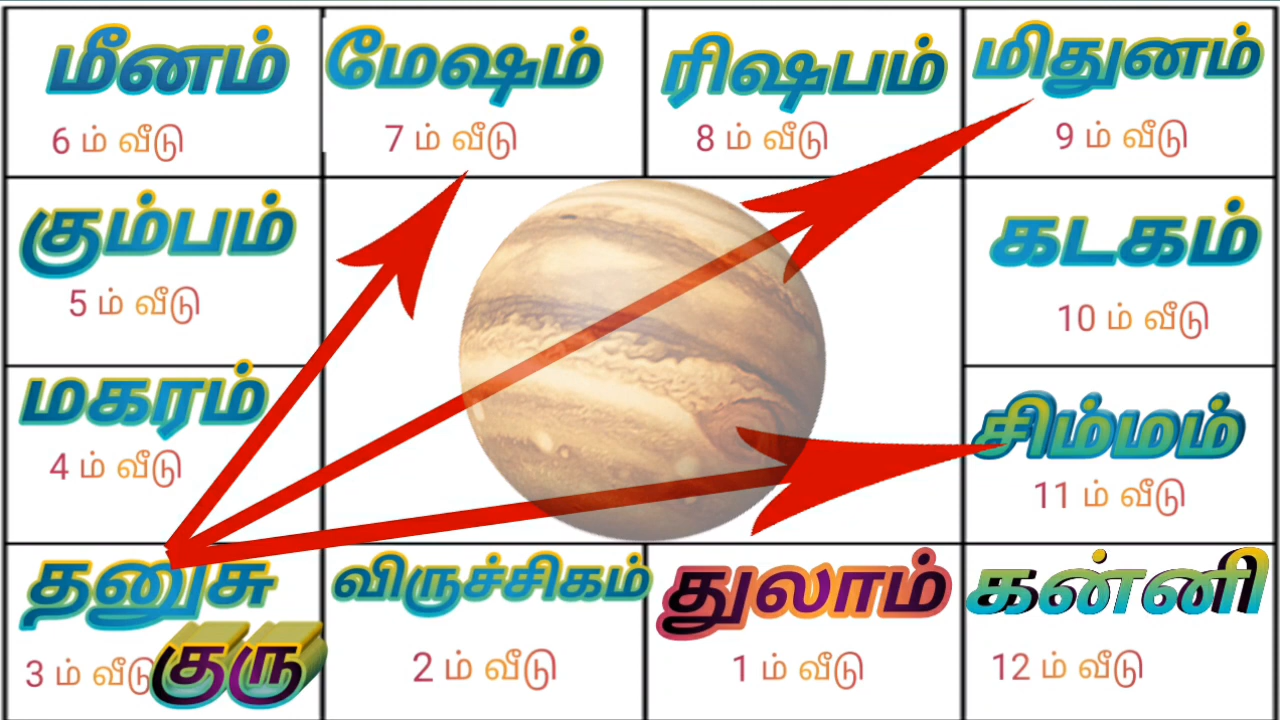 மீனம்
6 ம் வீடு
மேஷம்
7 ம் வீடு
ரிஷபம்
8 ம் வீடு
மிதுனம்
9 ம் வீடு
கும்பம்
5 ம் வீடு
கடகம்
10 ம் வீடு
மகரம்
4 ம் வீடு
சிம்மம்
11 ம் வீடு
தனுசு
3 ம் வீடு
குரு
விருச்சிகம்
2 ம் வீடு
துலாம்
1 ம் வீடு
கன்னி
12 ம் வீடு